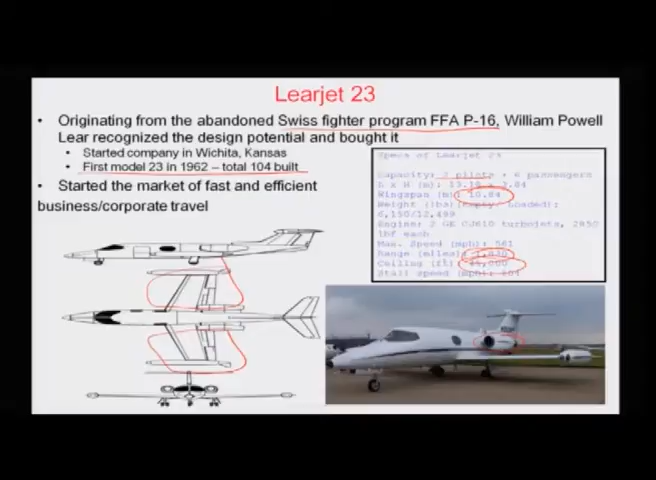 Learjet 23
• Originating from the abandoned Swiss fighter program FFA P-16, William Powell
Lear recognized the design potential and bought it
• Started company in Wichita, Kansas
• First model 23 in 1962 – total 104 built
• Started the market of fast and efficient
business/corporate travel
Specs of Learjet 23
Capacity: 2 pilots + 6 passengers
L x H (m): 13.18 x 3.84
Wingspan (m): 10.84
Weight (lbs)(empty, loaded):
6,150/12,499
Engine: 2 GE CJ610 turbojets, 2850
lbf each
Max. Speed (mph): 561
Range (miles): 1,830
Ceiling (ft): 45,000
Stall speed (mph):